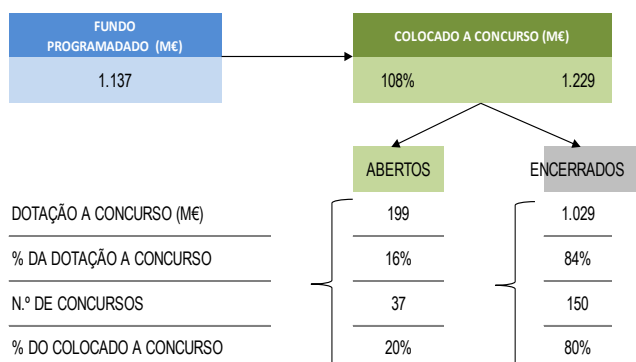 FUNDO
PROGRAMADADO (M€)
COLOCADO A CONCURSO (M€)
1.137
108% 1.229
ABERTOS ENCERRADOS
DOTAÇÃO A CONCURSO (M€) 199 1.029
% DA DOTAÇÃO A CONCURSO 16% 84%
N.º DE CONCURSOS 37 150
% DO COLOCADO A CONCURSO 20% 80%